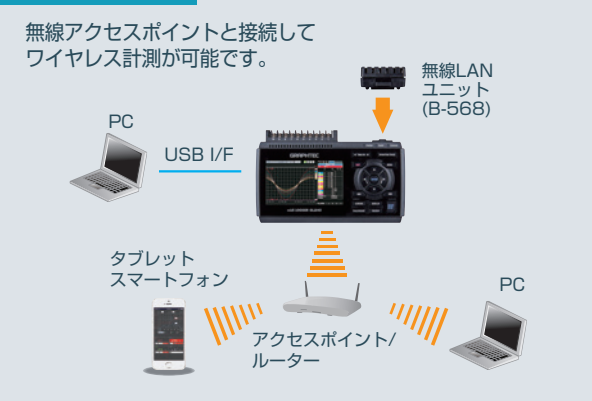 無線アクセスポイントと接続して
ワイヤレス計測が可能です。
無線LAN
ユニット
(B-568)
PC
USB I/F
GRAPHTEC
タブレット
スマートフォン
PC
アクセスポイント/
ルーター